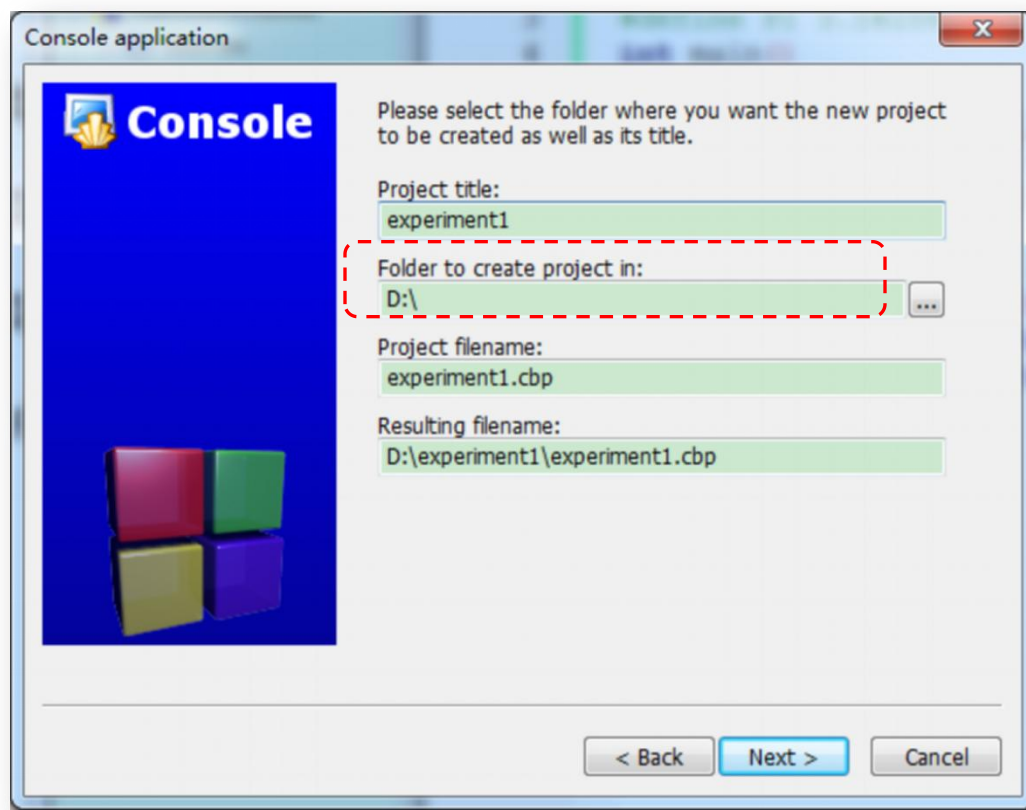 Console application
Console
Please select the folder where you want the new project
to be created as well as its title.
Project title:
experiment1
Folder to create project in:
D:\
...
Project filename:
experiment1.cbp
Resulting filename:
D:\experiment1\experiment1.cbp
< Back
Next >
Cancel